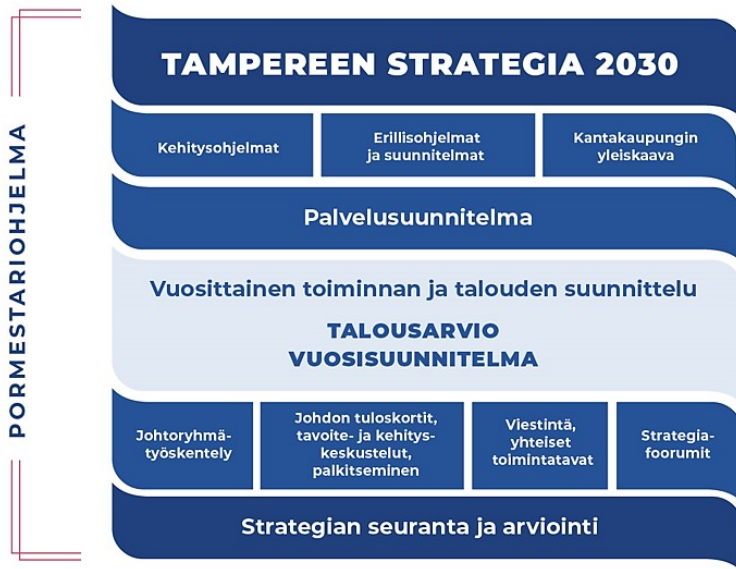 PORMESTARIOHJELMA
TAMPEREEN STRATEGIA 2030
Kehitysohjelmat
Erillisohjelmat
ja suunnitelmat
Kantakaupungin
yleiskaava
Palvelusuunnitelma
Vuosittainen toiminnan ja talouden suunnittelu
TALOUSARVIO
VUOSISUUNNITELMA
Johtoryhmä-
työskentely
Johdon tuloskortit,
tavoite- ja kehitys-
keskustelut,
palkitseminen
Viestintä,
yhteiset
toimintatavat
Strategia-
foorumit
Strategian seuranta ja arviointi